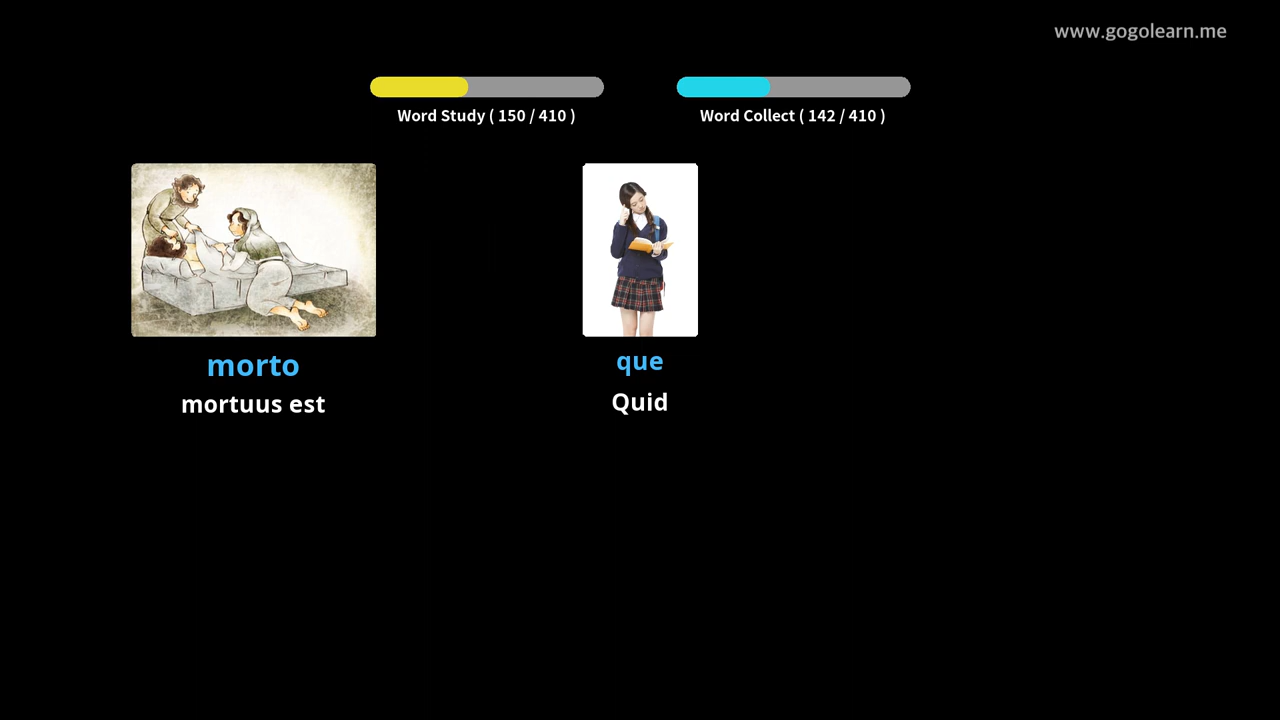 www.gogolearn.me
Word Study ( 150 / 410 )
Word Collect ( 142 / 410 )
morto
mortuus est
que
Quid